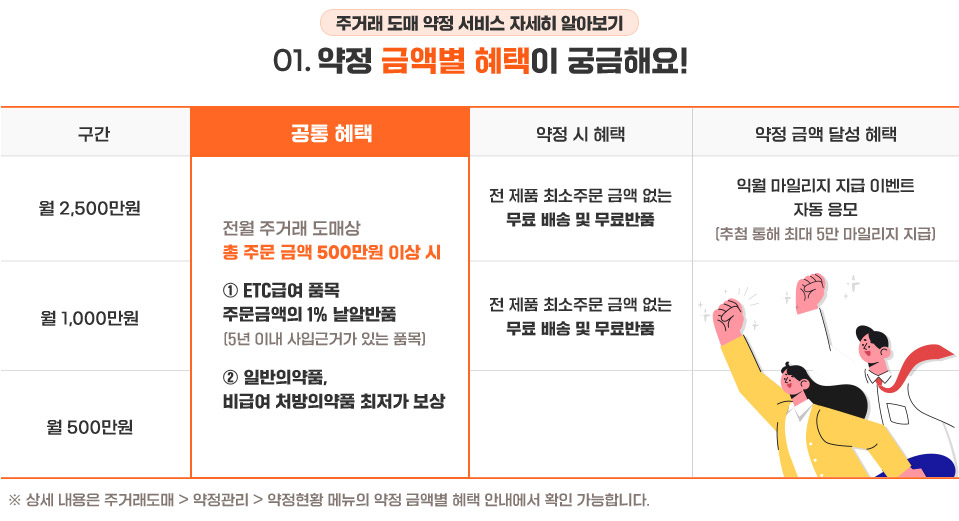 주거래 도매 약정 서비스 자세히 알아보기
01. 약정 금액별 혜택이 궁금해요!
구간
공통 혜택
약정 시 혜택
약정 금액 달성 혜택
월 2,500만원
전월 주거래 도매상
총 주문 금액 500만원 이상 시
① ETC급여 품목
주문금액의 1% 낱알반품
(5년 이내 사입근거가 있는 품목)
② 일반의약품,
비급여 처방의약품 최저가 보상
전 제품 최소주문 금액 없는
무료 배송 및 무료반품
익월 마일리지 지급 이벤트
자동 응모
(추첨 통해 최대 5만 마일리지 지급)
월 1,000만원
전 제품 최소주문 금액 없는
무료 배송 및 무료반품
월 500만원
※ 상세 내용은 주거래도매 > 약정관리 > 약정현황 메뉴의 약정 금액별 혜택 안내에서 확인 가능합니다.